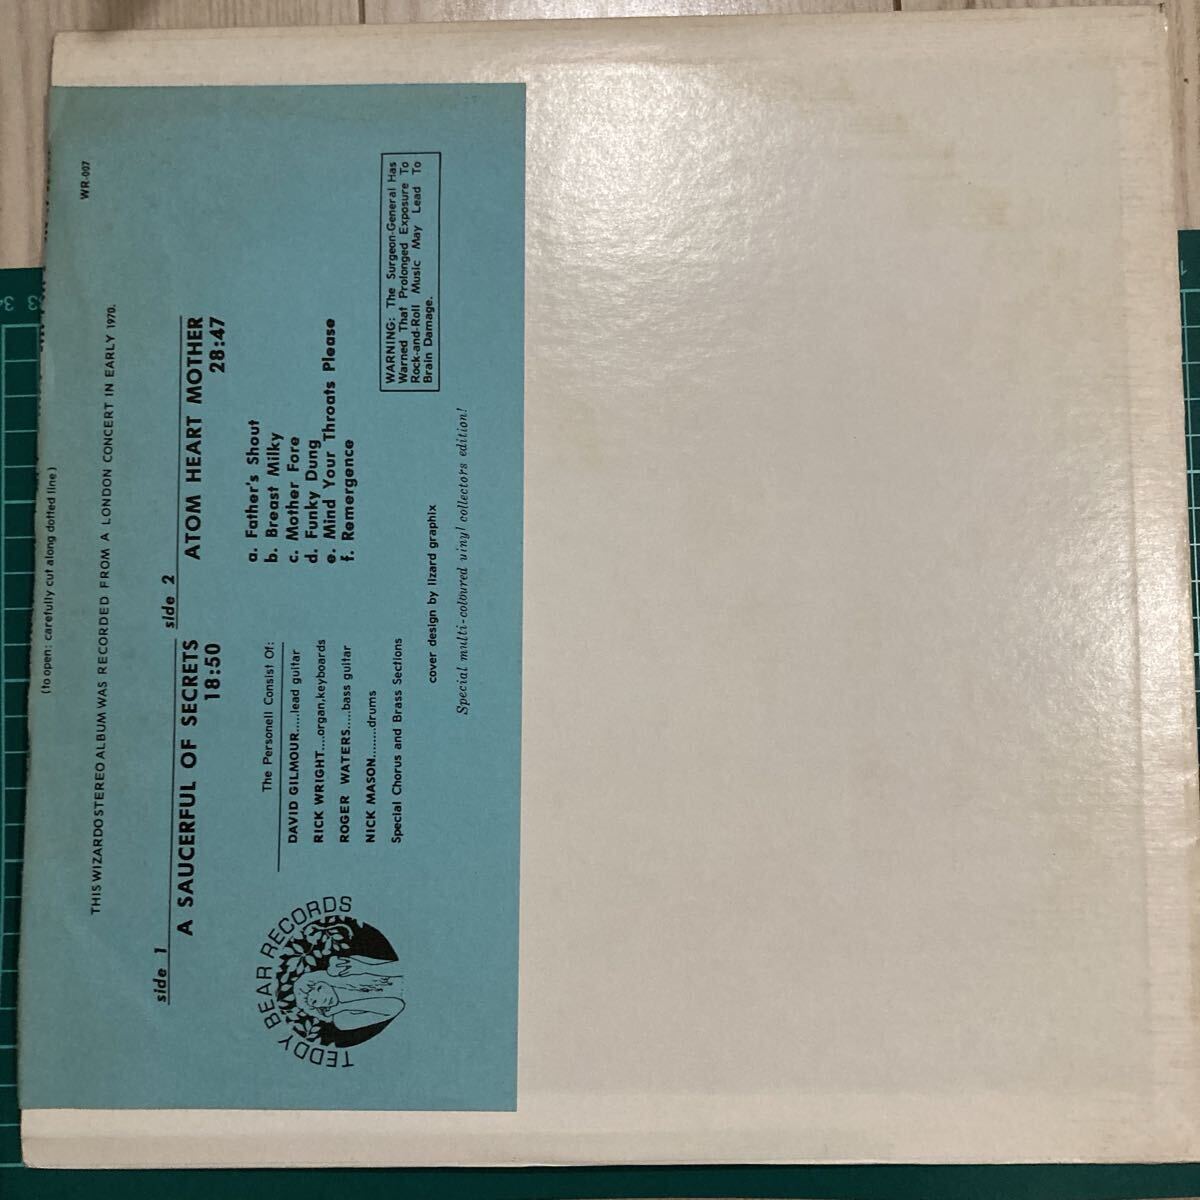 (to open: carefully cut along dotted line)
WR-007
THIS WIZARDO STEREO ALBUM WAS RECORDED FROM A LONDON CONCERT IN EARLY 1970.
side 1
A SAUCERFUL OF SECRETS
18:50
side 2
ATOM HEART MOTHER
28:47
a. Father's Shout
b. Breast Milky
c. Mother Fore
d. Funky Dung
e. Mind Your Throats Please
f. Remergence
The Personell Consist Of:
DAVID GILMOUR.....lead guitar
RICK WRIGHT....organ,keyboards
ROGER WATERS.....bass guitar
NICK MASON.........drums
Special Chorus and Brass Sections
WARNING: The Surgeon-General Has
Warned That Prolonged Exposure To
Rock-and-Roll Music May Lead To
Brain Damage.
cover design by lizard graphix
Special multi-coloured vinyl collectors edition!
TEDDY BEAR RECORDS